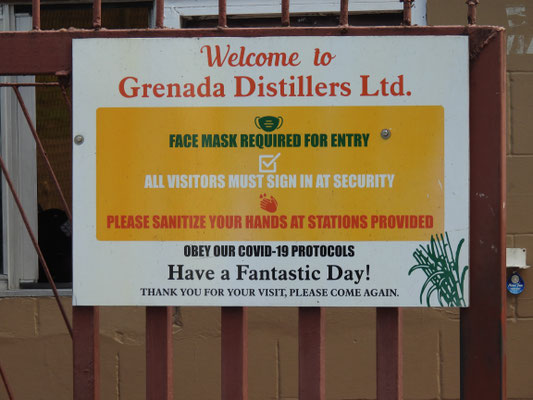 Welcome to
Grenada Distillers Ltd.
FACE MASK REQUIRED FOR ENTRY
ALL VISITORS MUST SIGN IN AT SECURITY
PLEASE SANITIZE YOUR HANDS AT STATIONS PROVIDED
OBEY OUR COVID-19 PROTOCOLS
Have a Fantastic Day!
THANK YOU FOR YOUR VISIT, PLEASE COME AGAIN.